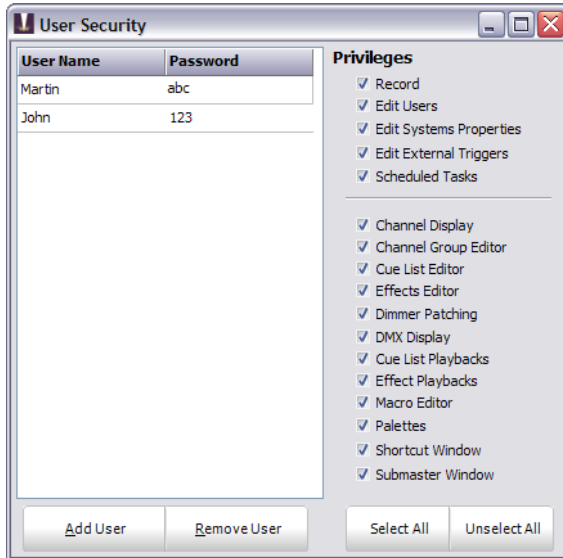 User Security
User Name Password
Martin abc
John 123
Privileges
Record
Edit Users
Edit Systems Properties
Edit External Triggers
Scheduled Tasks
Channel Display
Channel Group Editor
Cue List Editor
Effects Editor
Dimmer Patching
DMX Display
Cue List Playbacks
Effect Playbacks
Macro Editor
Palettes
Shortcut Window
Submaster Window
Add User Remove User Select All Unselect All